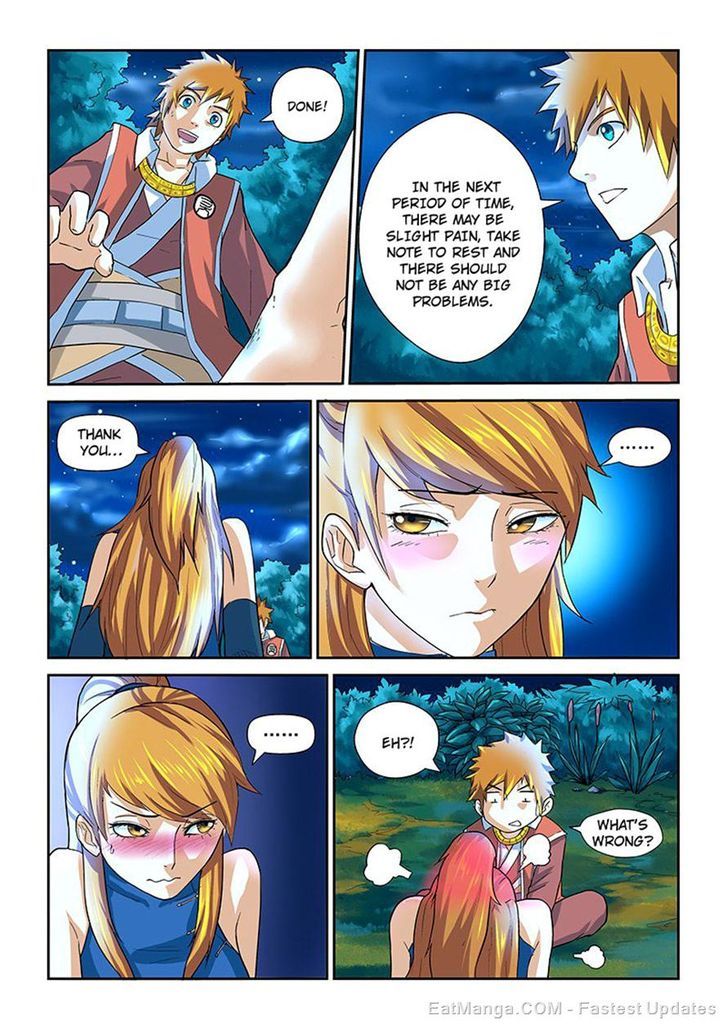 DONE!
IN THE NEXT
PERIOD OF TIME,
THERE MAY BE
SLIGHT PAIN, TAKE
NOTE TO REST AND
THERE SHOULD
NOT BE ANY BIG
PROBLEMS.
THANK
YOU...
......
......
EH?!
WHAT'S
WRONG?
EatManga.COM - Fastest Updates